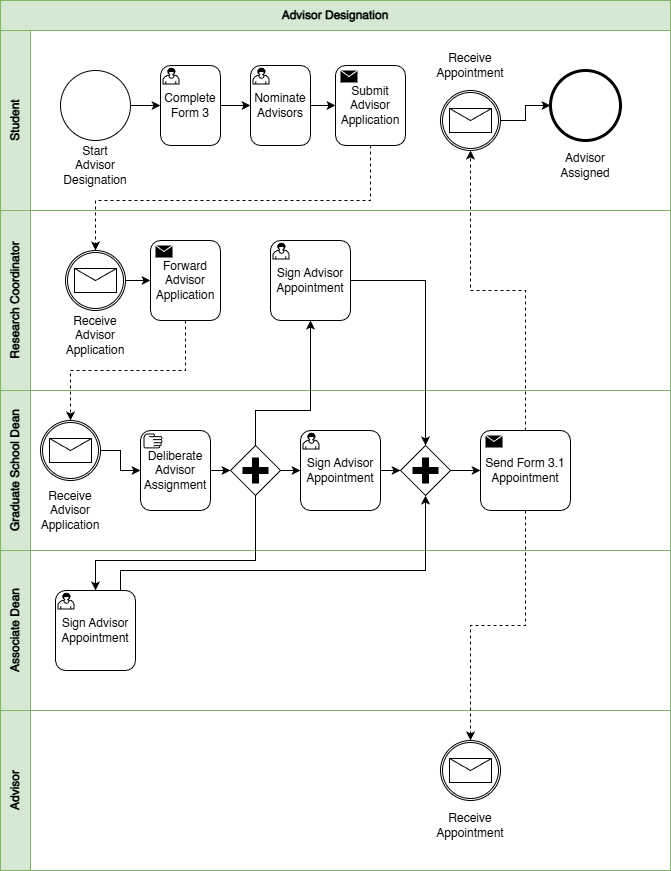 Advisor Designation
Student
Start
Advisor
Designation
Complete
Form 3
Nominate
Advisors
Submit
Advisor
Application
Receive
Appointment
Advisor
Assigned
Research Coordinator
Receive
Advisor
Application
Forward
Advisor
Application
Sign Advisor
Appointment
Graduate School Dean
Receive
Advisor
Application
Deliberate
Advisor
Assignment
Sign Advisor
Appointment
Send Form 3.1
Appointment
Associate Dean
Sign Advisor
Appointment
Advisor
Receive
Appointment